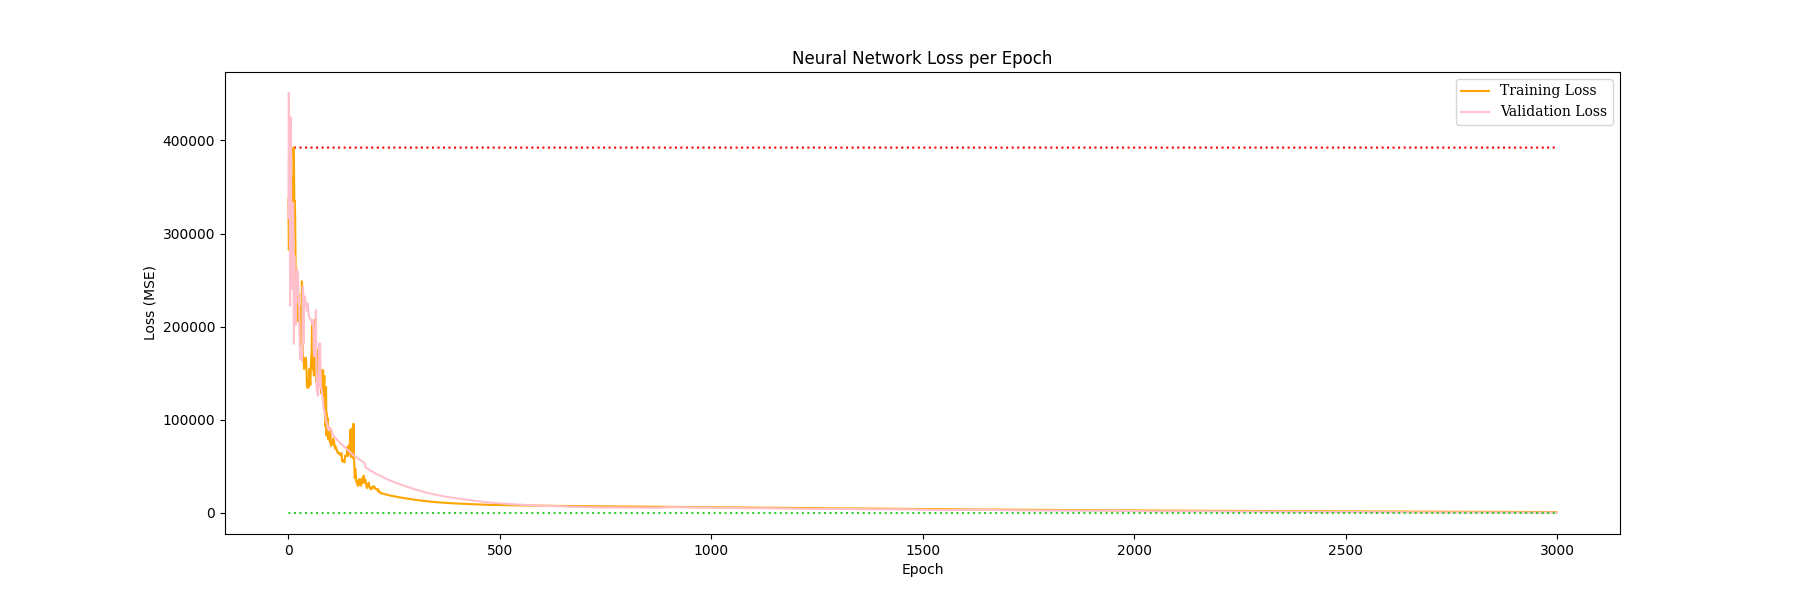 Neural Network Loss per Epoch
Training Loss
Validation Loss
400000
300000
200000
100000
0
Loss (MSE)
0 500 1000 1500 2000 2500 3000
Epoch